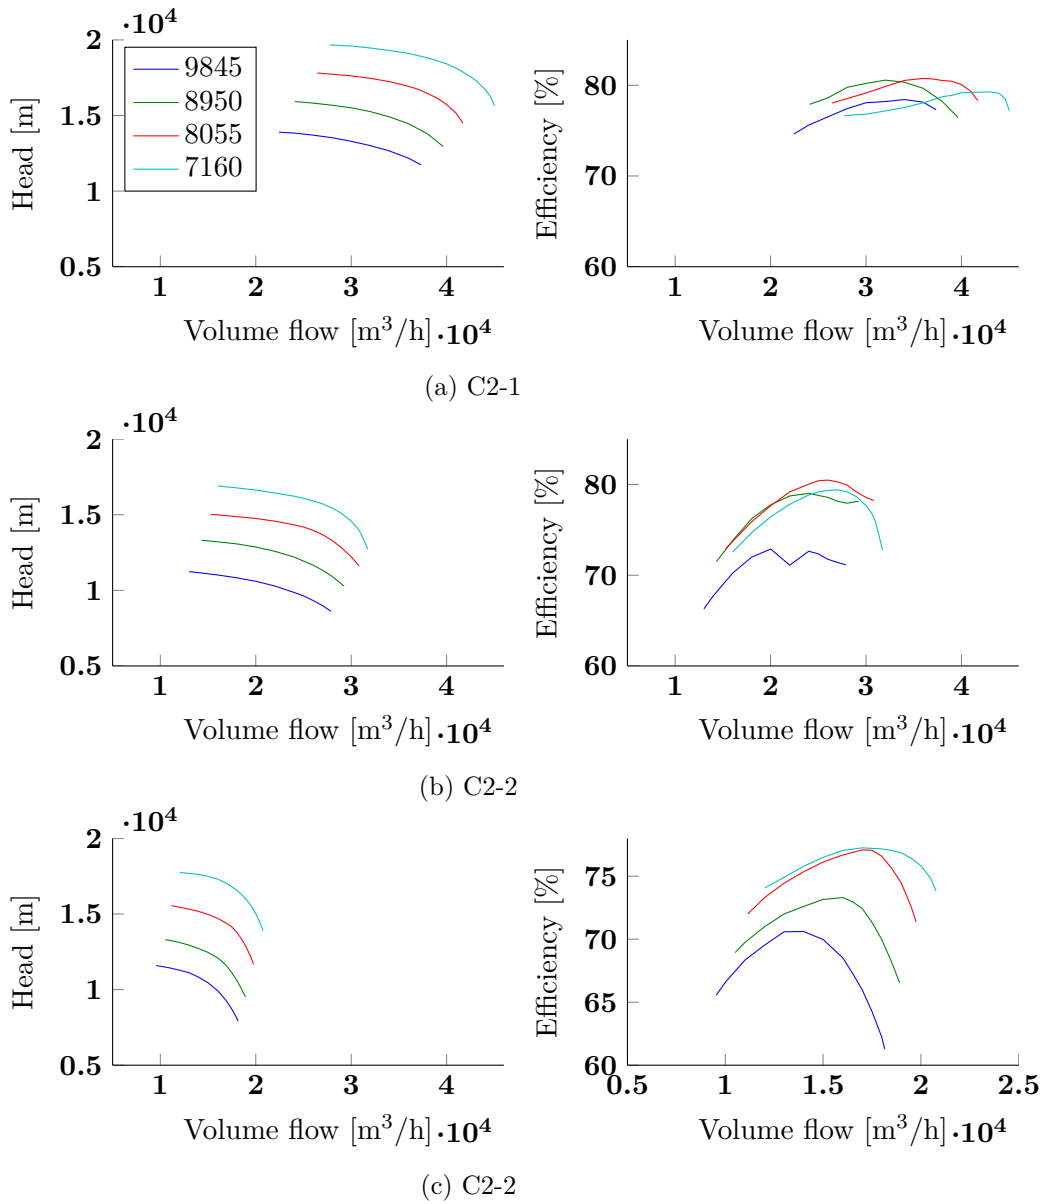 ·10⁴
2
1.5
1
0.5
Head [m]
9845
8950
8055
7160
1 2 3 4
Volume flow [m³/h] ·10⁴
80
70
60
Efficiency [%]
1 2 3 4
Volume flow [m³/h] ·10⁴
(a) C2-1
·10⁴
2
1.5
1
0.5
Head [m]
1 2 3 4
Volume flow [m³/h] ·10⁴
80
70
60
Efficiency [%]
1 2 3 4
Volume flow [m³/h] ·10⁴
(b) C2-2
·10⁴
2
1.5
1
0.5
Head [m]
1 2 3 4
Volume flow [m³/h] ·10⁴
75
70
65
60
Efficiency [%]
0.5 1 1.5 2 2.5
Volume flow [m³/h] ·10⁴
(c) C2-2